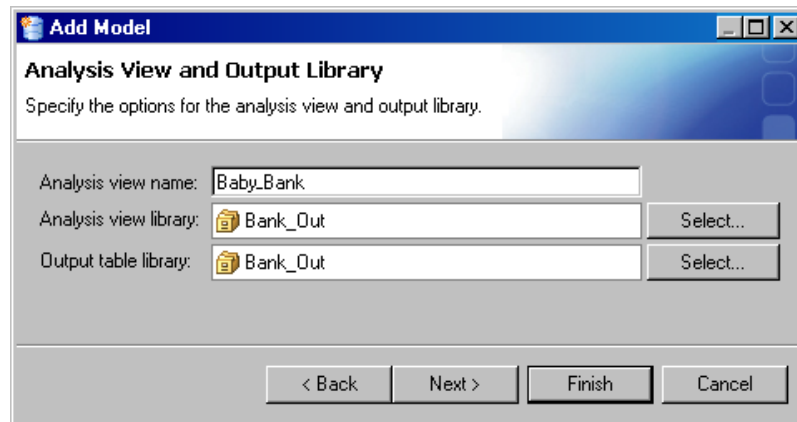 Add Model
Analysis View and Output Library
Specify the options for the analysis view and output library.
Analysis view name: Baby_Bank
Analysis view library: Bank_Out Select...
Output table library: Bank_Out Select...
< Back Next > Finish Cancel